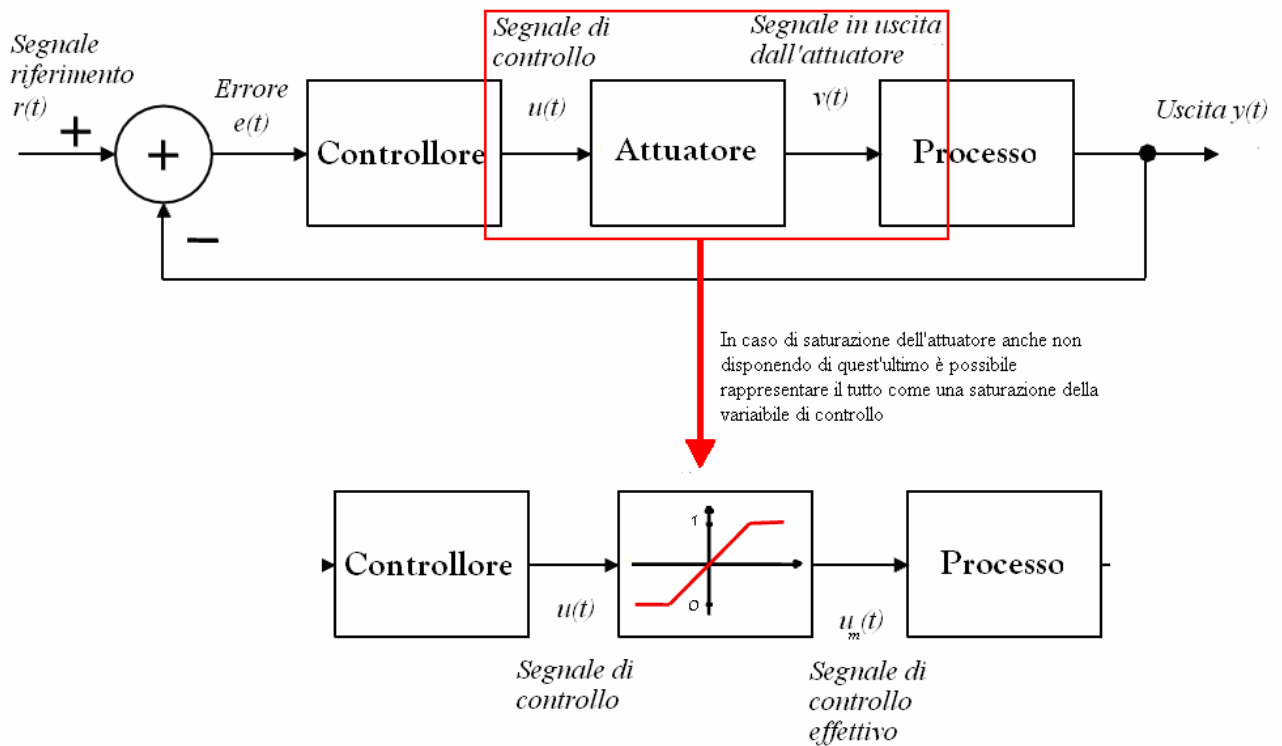 Segnale
riferimento
r(t)
+
+
−
Errore
e(t)
Controllore
Segnale di
controllo
u(t)
Attuatore
Segnale in uscita
dall'attuatore
v(t)
Processo
Uscita y(t)
In caso di saturazione dell'attuatore anche non
disponendo di quest'ultimo è possibile
rappresentare il tutto come una saturazione della
variaibile di controllo
Controllore
u(t)
Segnale di
controllo
1
0
u_m(t)
Segnale di
controllo
effettivo
Processo